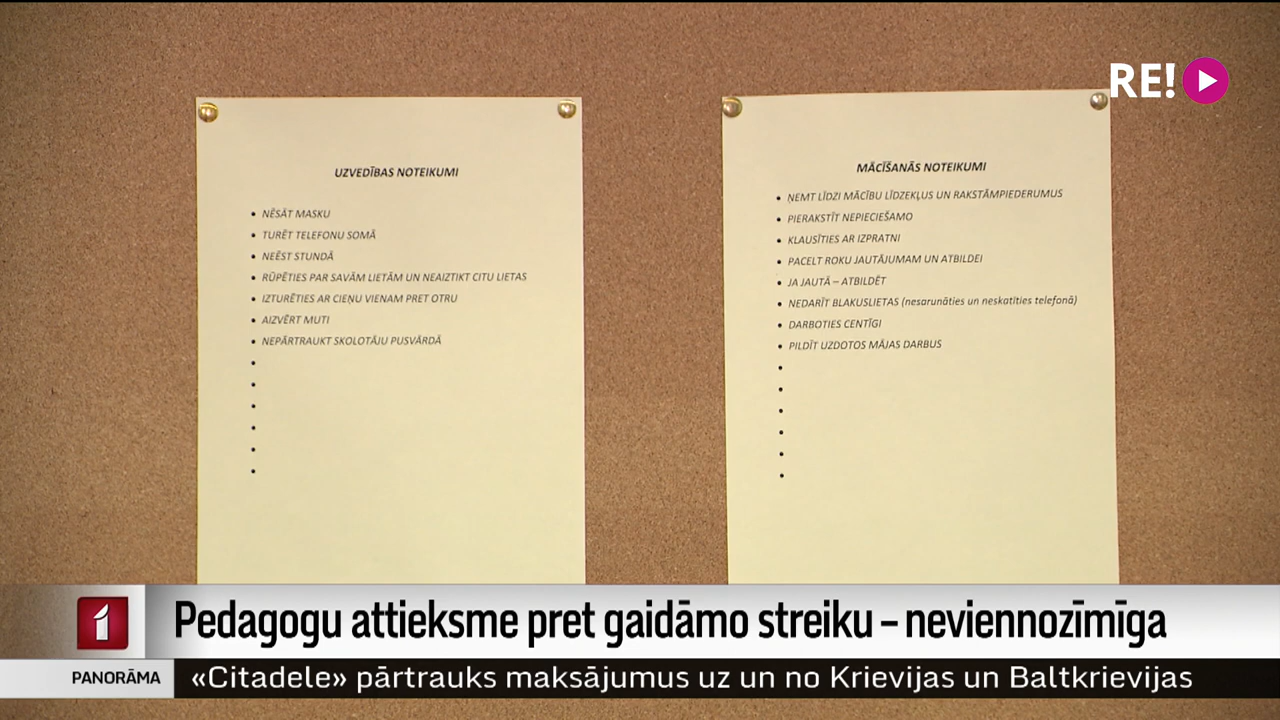 RE!
UZVEDĪBAS NOTEIKUMI
• NĒSĀT MASKU
• TURĒT TELEFONU SOMĀ
• NEĒST STUNDĀ
• RŪPĒTIES PAR SAVĀM LIETĀM UN NEAIZTIKT CITU LIETAS
• IZTURĒTIES AR CIEŅU VIENAM PRET OTRU
• AIZVĒRT MUTI
• NEPĀRTRAUKT SKOLOTĀJU PUSVĀRDĀ
MĀCĪŠANĀS NOTEIKUMI
• ŅEMT LĪDZI MĀCĪBU LĪDZEKĻUS UN RAKSTĀMPIEDERUMUS
• PIERAKSTĪT NEPIECIEŠAMO
• KLAUSĪTIES AR IZPRATNI
• PACELT ROKU JAUTĀJUMAM UN ATBILDEI
• JA JAUTĀ – ATBILDĒT
• NEDARĪT BLAKUSLIETAS (nesarunāties un neskatīties telefonā)
• DARBOTIES CENTĪGI
• PILDĪT UZDOTOS MĀJAS DARBUS
1
Pedagogu attieksme pret gaidāmo streiku – neviennozīmīga
PANORĀMA
«Citadele» pārtrauks maksājumus uz un no Krievijas un Baltkrievijas